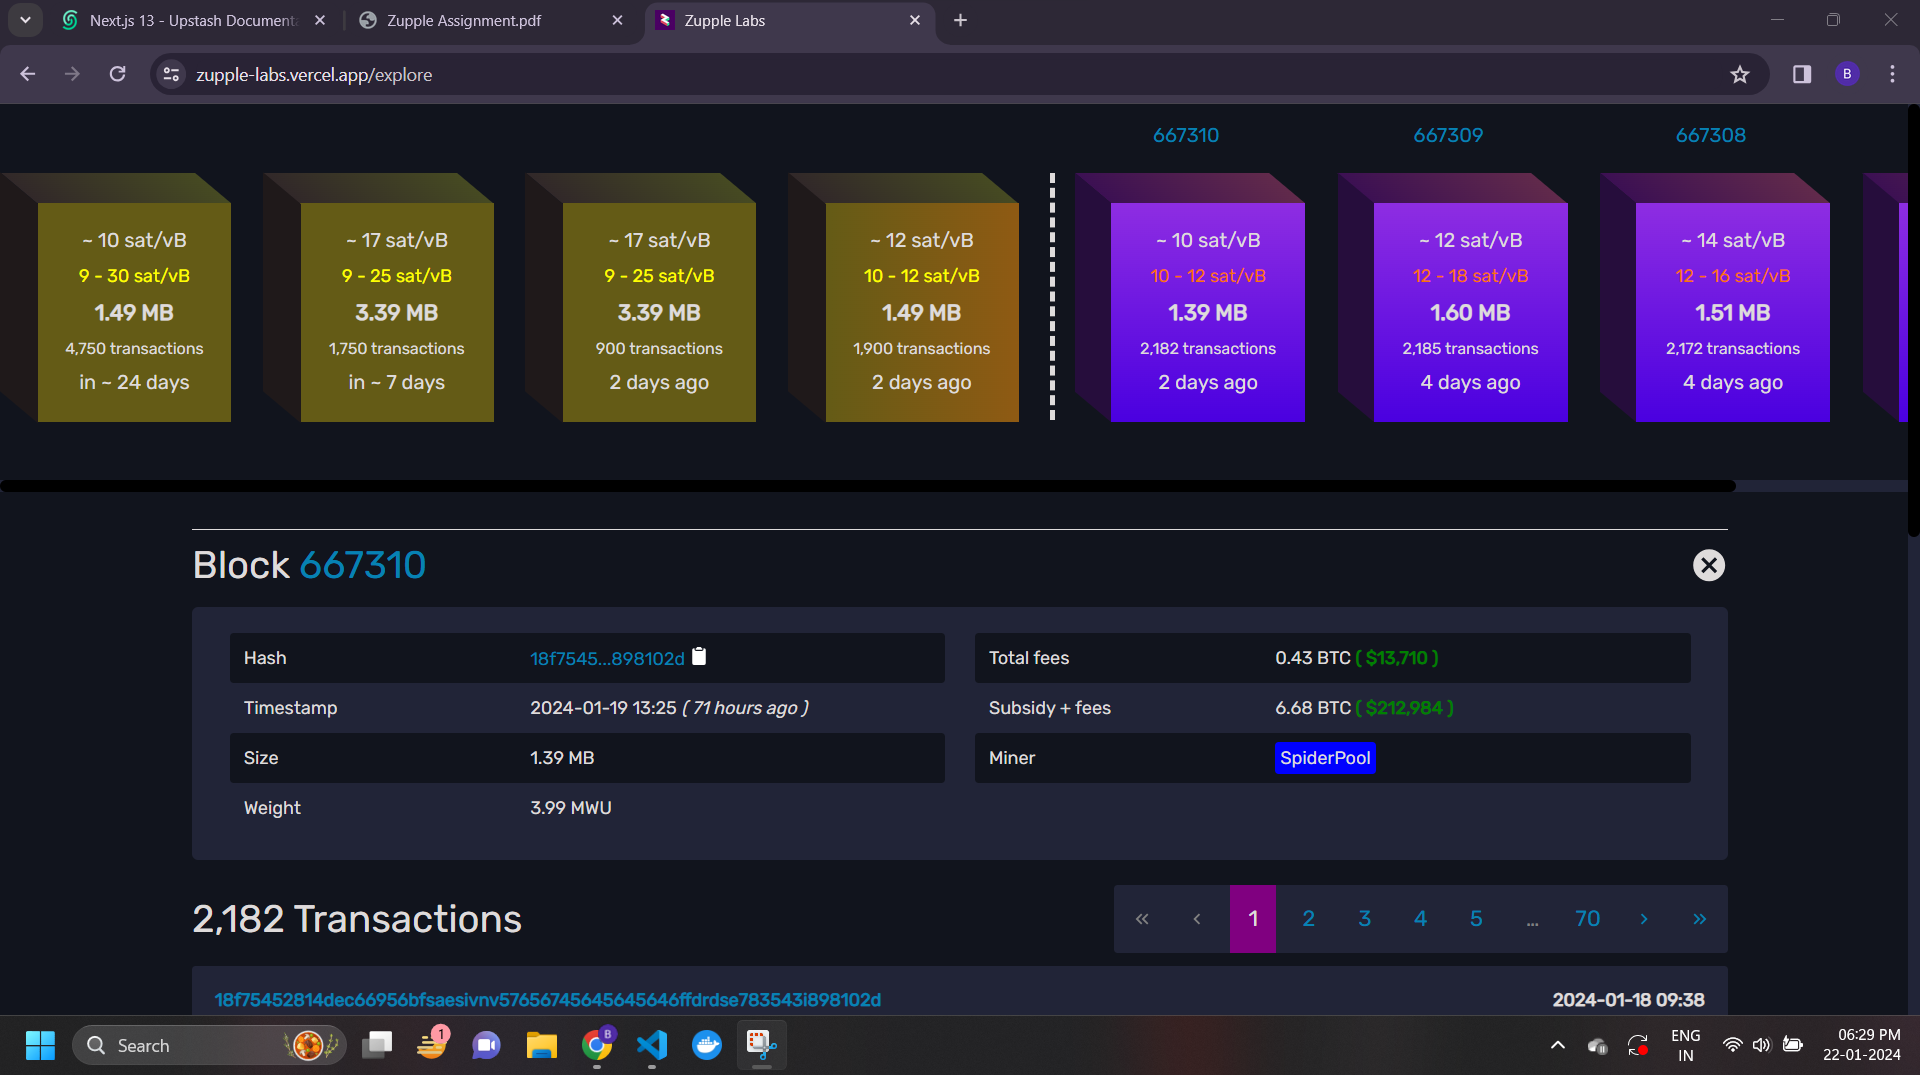 Next.js 13 - Upstash Documenta
Zupple Assignment.pdf
Zupple Labs
zupple-labs.vercel.app/explore
B
667310
667309
667308
~ 10 sat/vB
9 - 30 sat/vB
1.49 MB
4,750 transactions
in ~ 24 days
~ 17 sat/vB
9 - 25 sat/vB
3.39 MB
1,750 transactions
in ~ 7 days
~ 17 sat/vB
9 - 25 sat/vB
3.39 MB
900 transactions
2 days ago
~ 12 sat/vB
10 - 12 sat/vB
1.49 MB
1,900 transactions
2 days ago
~ 10 sat/vB
10 - 12 sat/vB
1.39 MB
2,182 transactions
2 days ago
~ 12 sat/vB
12 - 18 sat/vB
1.60 MB
2,185 transactions
4 days ago
~ 14 sat/vB
12 - 16 sat/vB
1.51 MB
2,172 transactions
4 days ago
Block 667310
Hash 18f7545...898102d
Timestamp 2024-01-19 13:25 ( 71 hours ago )
Size 1.39 MB
Weight 3.99 MWU
Total fees 0.43 BTC ( $13,710 )
Subsidy + fees 6.68 BTC ( $212,984 )
Miner SpiderPool
2,182 Transactions
« ‹ 1 2 3 4 5 ... 70 › »
18f75452814dec66956bfsaesivnv57656745645645646ffdrdse783543i898102d 2024-01-18 09:38
Search
1
B
ENG
IN
06:29 PM
22-01-2024